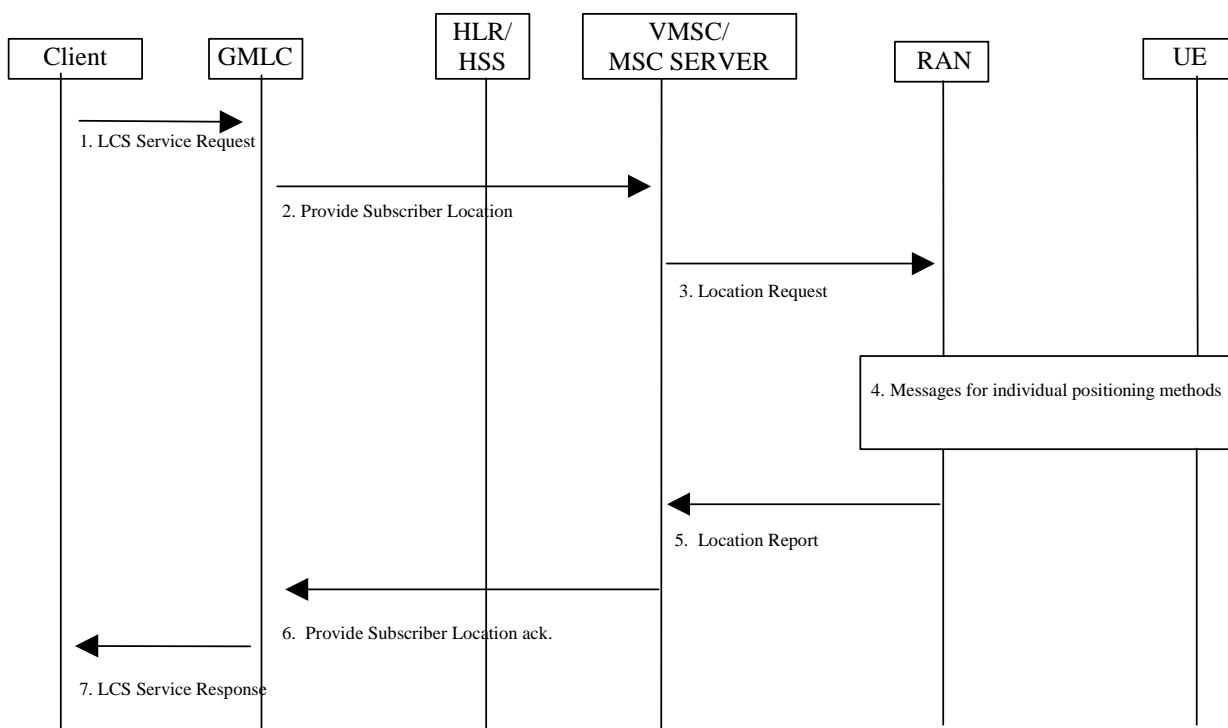 Client
GMLC
HLR/
HSS
VMSC/
MSC SERVER
RAN
UE
1. LCS Service Request
2. Provide Subscriber Location
3. Location Request
4. Messages for individual positioning methods
5. Location Report
6. Provide Subscriber Location ack.
7. LCS Service Response